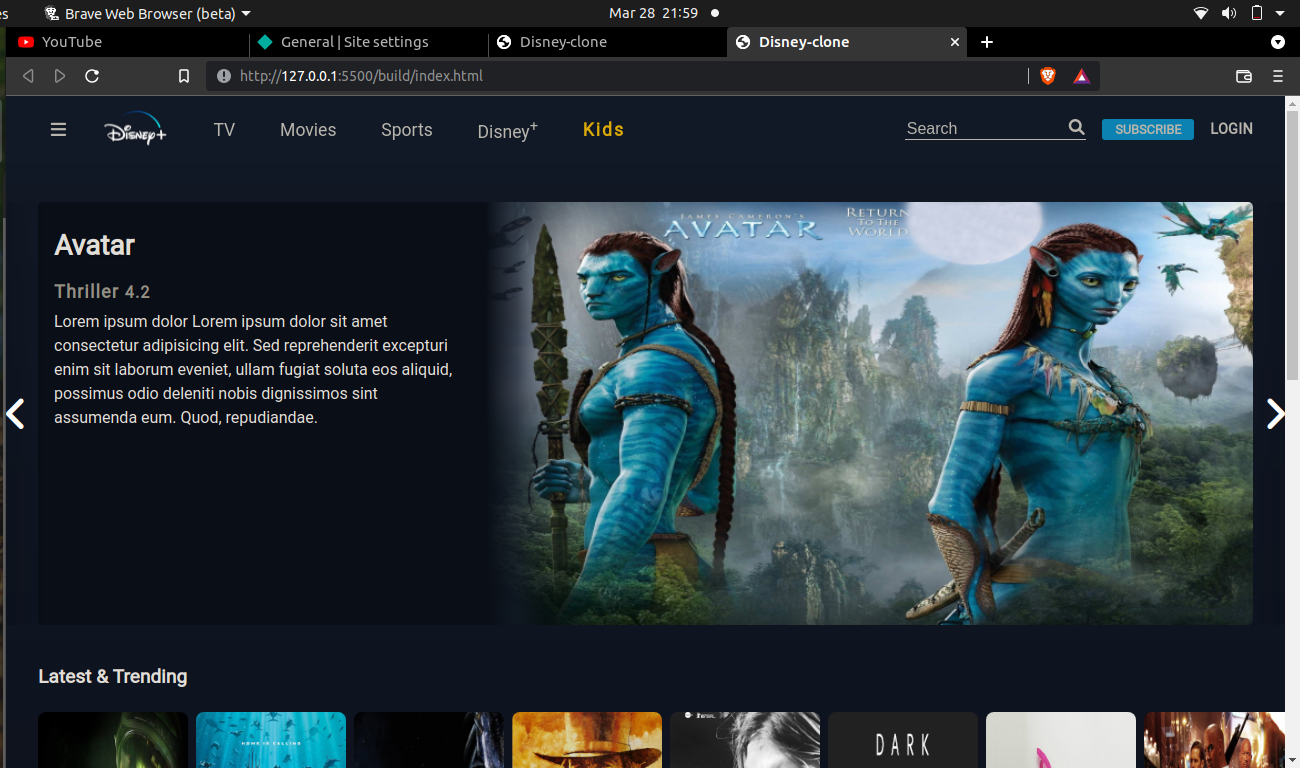 es Brave Web Browser (beta) Mar 28 21:59
YouTube General | Site settings Disney-clone Disney-clone
http://127.0.0.1:5500/build/index.html
Disney+ TV Movies Sports Disney+ Kids Search SUBSCRIBE LOGIN
JAMES CAMERON'S
AVATAR
RETURN
TO THE
WORLD
Avatar
Thriller 4.2
Lorem ipsum dolor Lorem ipsum dolor sit amet
consectetur adipisicing elit. Sed reprehenderit excepturi
enim sit laborum eveniet, ullam fugiat soluta eos aliquid,
possimus odio deleniti nobis dignissimos sint
assumenda eum. Quod, repudiandae.
Latest & Trending
HOME IS CALLING
DARK